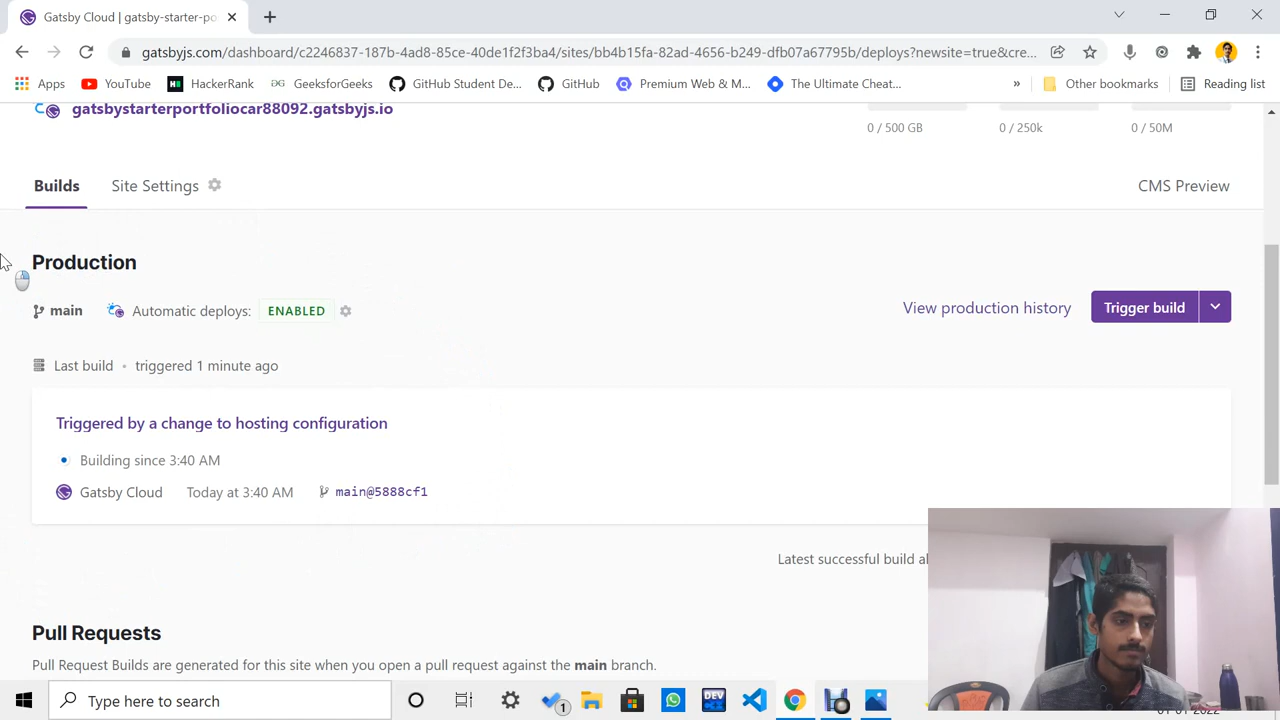 Gatsby Cloud | gatsby-starter-po
gatsbyjs.com/dashboard/c2246837-187b-4ad8-85ce-40de1f23cba4/sites/bb4b15fa-82ad-4656-b249-dfb07a67795b/deploys?newsite=true&cre...
Apps YouTube HackerRank GeeksforGeeks GitHub Student D... GitHub Premium Web & M... The Ultimate Cheat... » Other bookmarks Reading list
gatsbystarterportfoliocar88092.gatsbyjs.io
0 / 500 GB 0 / 250k 0 / 50M
Builds Site Settings CMS Preview
Production
main Automatic deploys: ENABLED View production history Trigger build
Last build • triggered 1 minute ago
Triggered by a change to hosting configuration
Building since 3:40 AM
Gatsby Cloud Today at 3:40 AM main@5888cf1
Latest successful build
Pull Requests
Pull Request Builds are generated for this site when you open a pull request against the main branch.
Type here to search 1 DEV
01-01-2022